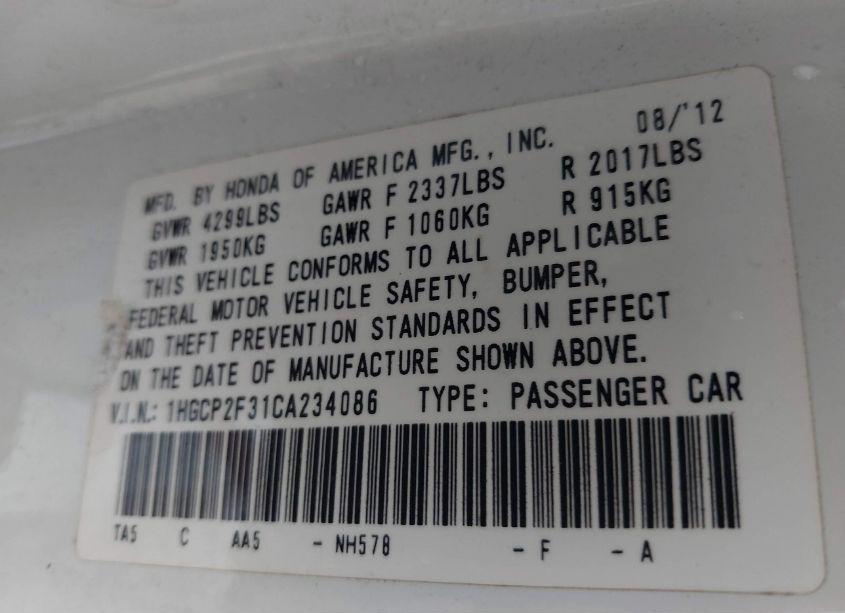 MFD. BY HONDA OF AMERICA MFG., INC. 08/'12
GVWR 4299LBS GAWR F 2337LBS R 2017LBS
GVWR 1950KG GAWR F 1060KG R 915KG
THIS VEHICLE CONFORMS TO ALL APPLICABLE
FEDERAL MOTOR VEHICLE SAFETY, BUMPER,
AND THEFT PREVENTION STANDARDS IN EFFECT
ON THE DATE OF MANUFACTURE SHOWN ABOVE.
V.I.N.: 1HGCP2F31CA234086 TYPE: PASSENGER CAR
TA5 C AA5 - NH578 - F - A